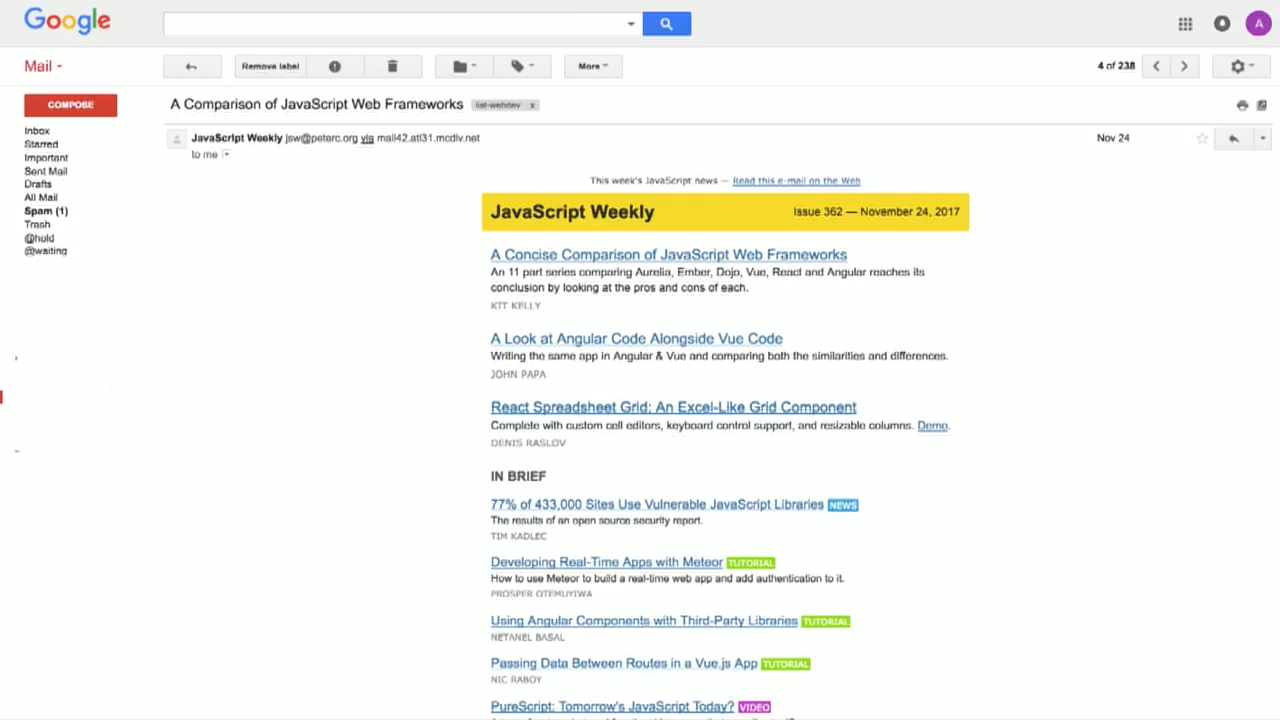 Google
A
Mail
Remove label
More
4 of 238
COMPOSE
A Comparison of JavaScript Web Frameworks list-webdev x
Inbox
Starred
Important
Sent Mail
Drafts
All Mail
Spam (1)
Trash
@hold
@waiting
JavaScript Weekly jsw@peterc.org via mail42.atl31.mcdlv.net
Nov 24
to me
This week's JavaScript news — Read this e-mail on the Web
JavaScript Weekly
Issue 362 — November 24, 2017
A Concise Comparison of JavaScript Web Frameworks
An 11 part series comparing Aurelia, Ember, Dojo, Vue, React and Angular reaches its
conclusion by looking at the pros and cons of each.
KIT KELLY
A Look at Angular Code Alongside Vue Code
Writing the same app in Angular & Vue and comparing both the similarities and differences.
JOHN PAPA
React Spreadsheet Grid: An Excel-Like Grid Component
Complete with custom cell editors, keyboard control support, and resizable columns. Demo.
DENIS RASLOV
IN BRIEF
77% of 433,000 Sites Use Vulnerable JavaScript Libraries NEWS
The results of an open source security report.
TIM KADLEC
Developing Real-Time Apps with Meteor TUTORIAL
How to use Meteor to build a real-time web app and add authentication to it.
PROSPER OTEMUYIWA
Using Angular Components with Third-Party Libraries TUTORIAL
NETANEL BASAL
Passing Data Between Routes in a Vue.js App TUTORIAL
NIC RABOY
PureScript: Tomorrow's JavaScript Today? VIDEO